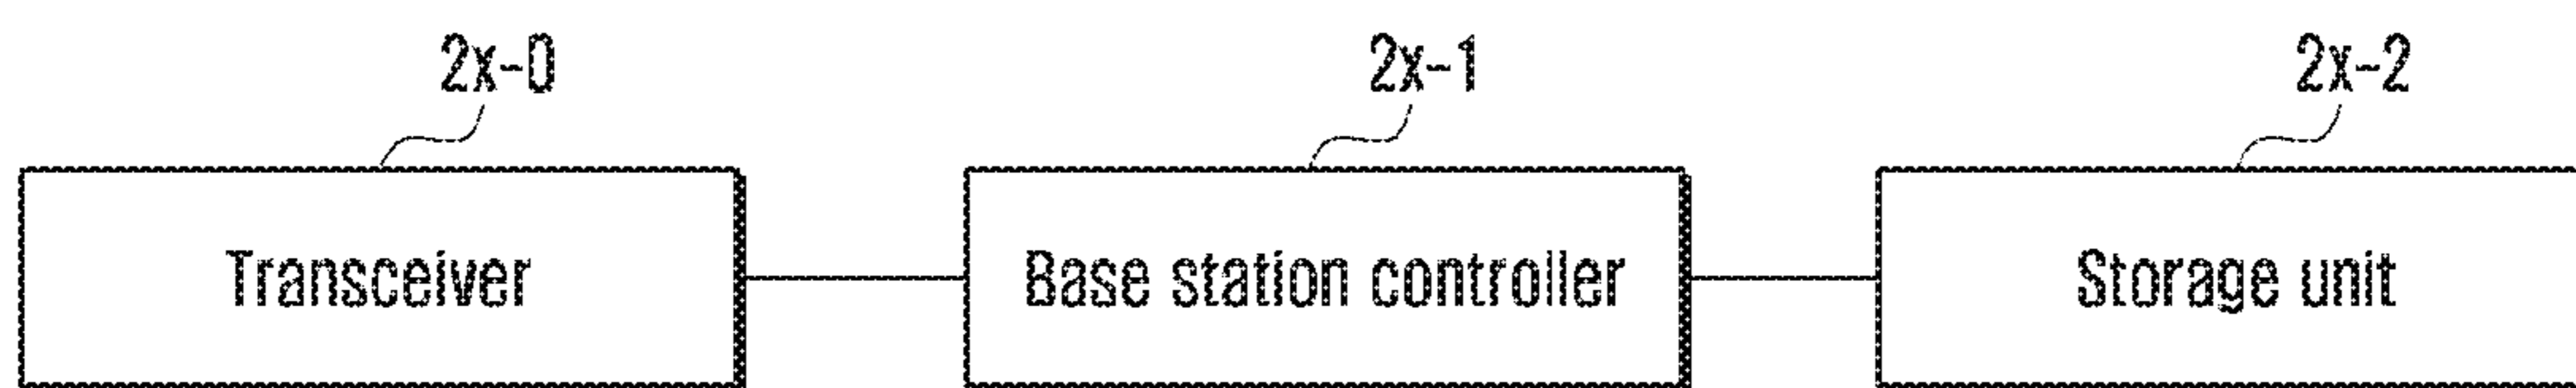 2x-0 2x-1 2x-2
Transceiver Base station controller Storage unit